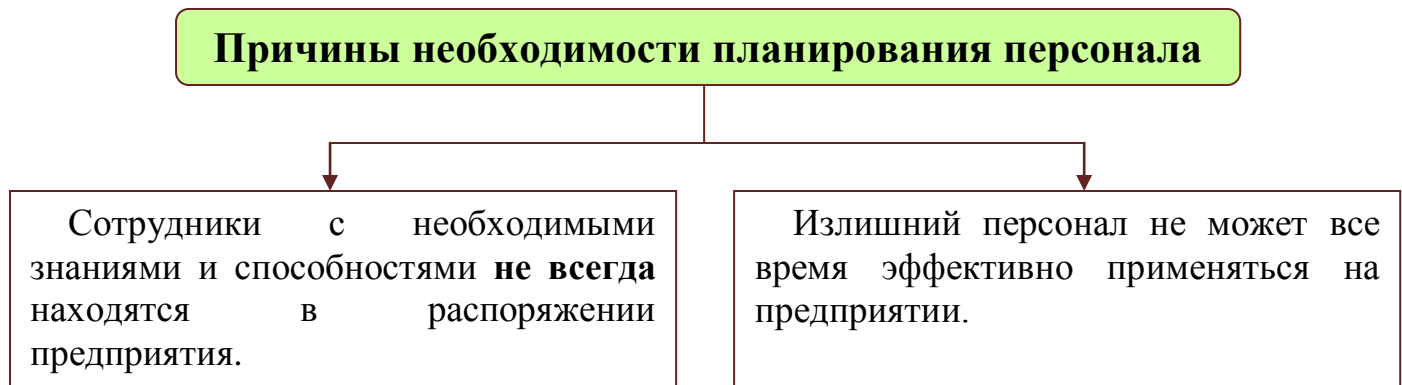 Причины необходимости планирования персонала
Сотрудники с необходимыми
знаниями и способностями не всегда
находятся в распоряжении
предприятия.
Излишний персонал не может все
время эффективно применяться на
предприятии.